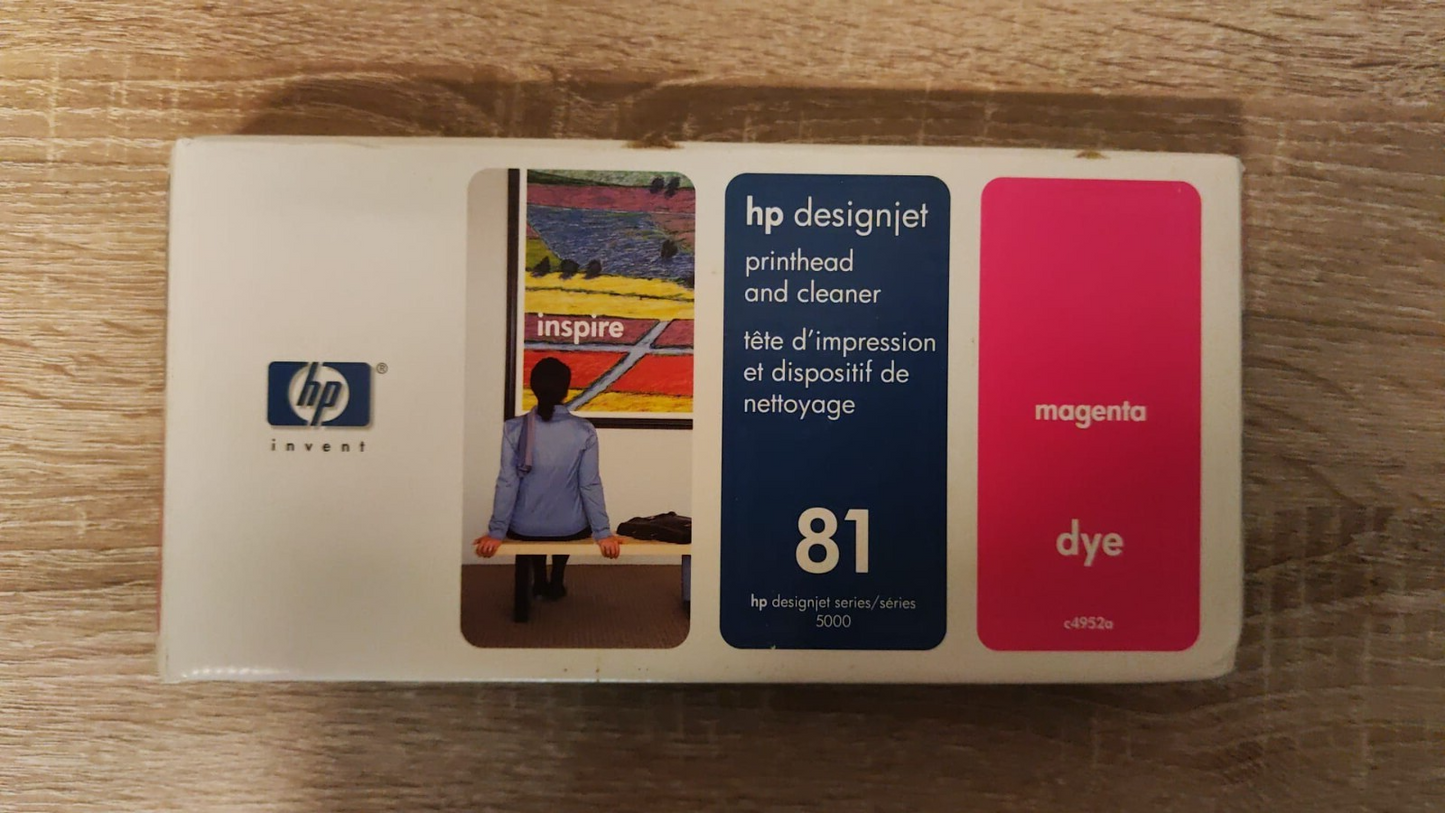 hp
®
invent
inspire
hp designjet
printhead
and cleaner
tête d'impression
et dispositif de
nettoyage
81
hp designjet series/séries
5000
magenta
dye
c4952a